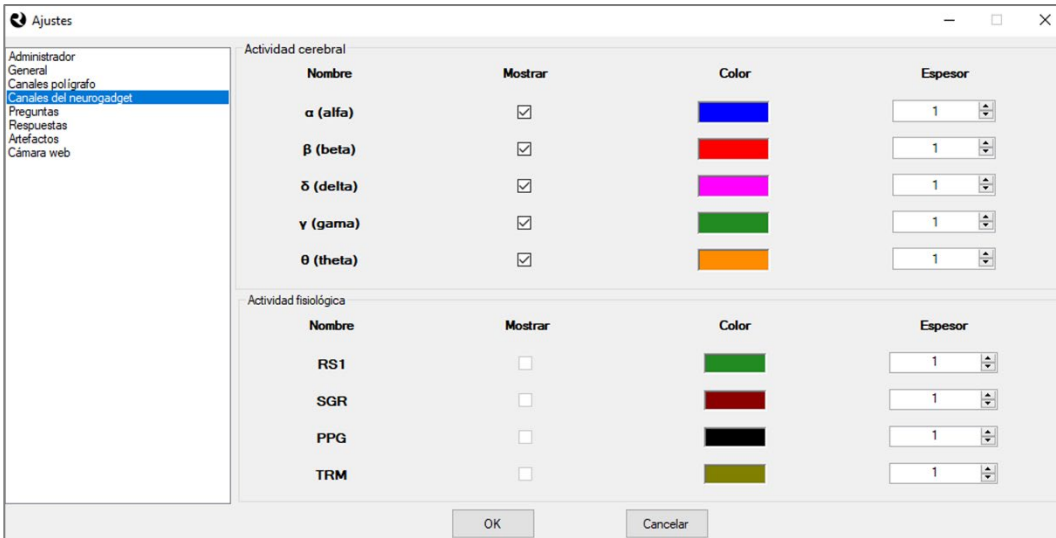 Ajustes
Administrador
General
Canales polígrafo
Canales del neurogadget
Preguntas
Respuestas
Artefactos
Cámara web
Actividad cerebral
Nombre Mostrar Color Espesor
α (alfa) 1
β (beta) 1
δ (delta) 1
γ (gama) 1
θ (theta) 1
Actividad fisiológica
Nombre Mostrar Color Espesor
RS1 1
SGR 1
PPG 1
TRM 1
OK Cancelar